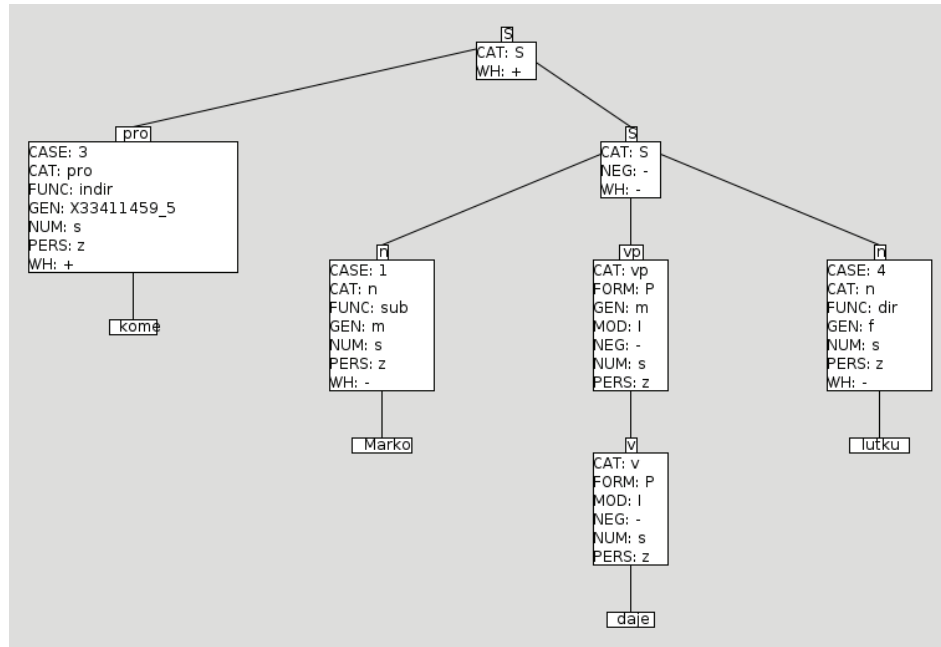 S
CAT: S
WH: +
pro
CASE: 3
CAT: pro
FUNC: indir
GEN: X33411459_5
NUM: s
PERS: z
WH: +
kome
S
CAT: S
NEG: -
WH: -
n
CASE: 1
CAT: n
FUNC: sub
GEN: m
NUM: s
PERS: z
WH: -
Marko
vp
CAT: vp
FORM: P
GEN: m
MOD: I
NEG: -
NUM: s
PERS: z
v
CAT: v
FORM: P
MOD: I
NEG: -
NUM: s
PERS: z
daje
n
CASE: 4
CAT: n
FUNC: dir
GEN: f
NUM: s
PERS: z
WH: -
lutku